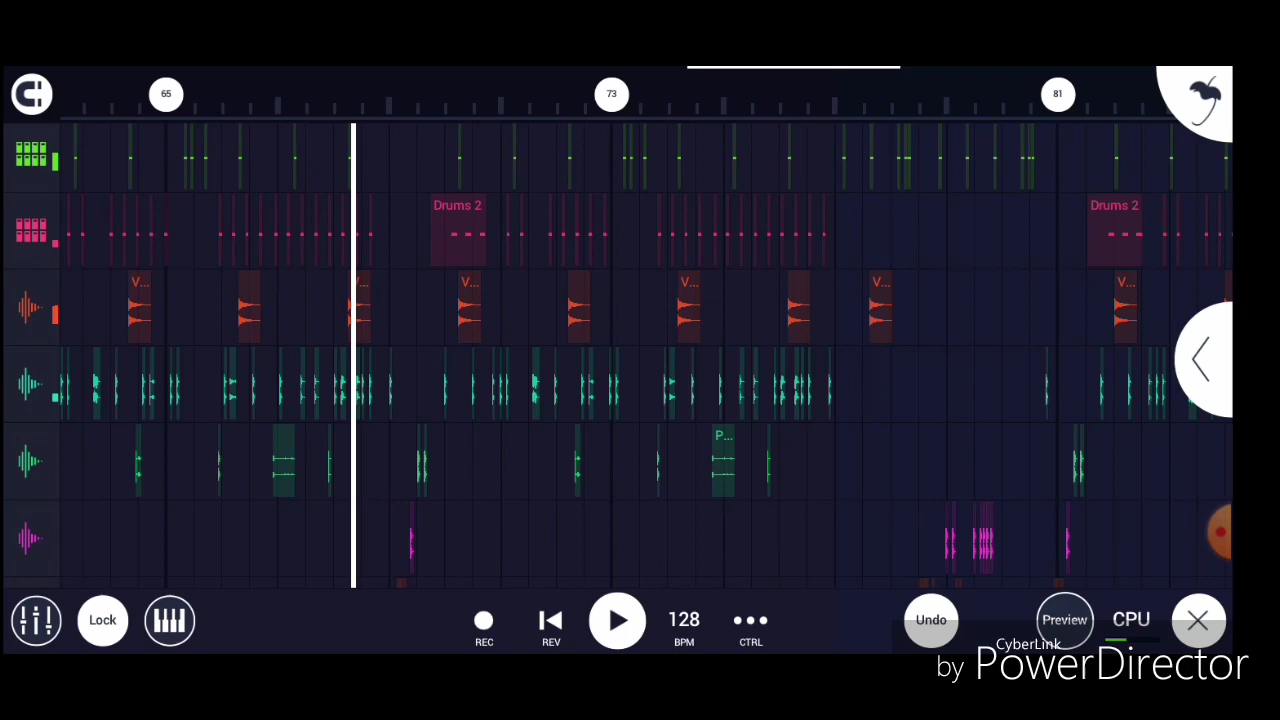 65 73 81
Drums 2 Drums 2
V... V... V... V... V... V...
P...
Lock
REC REV 128 BPM CTRL
Undo Preview CPU
CyberLink
by PowerDirector